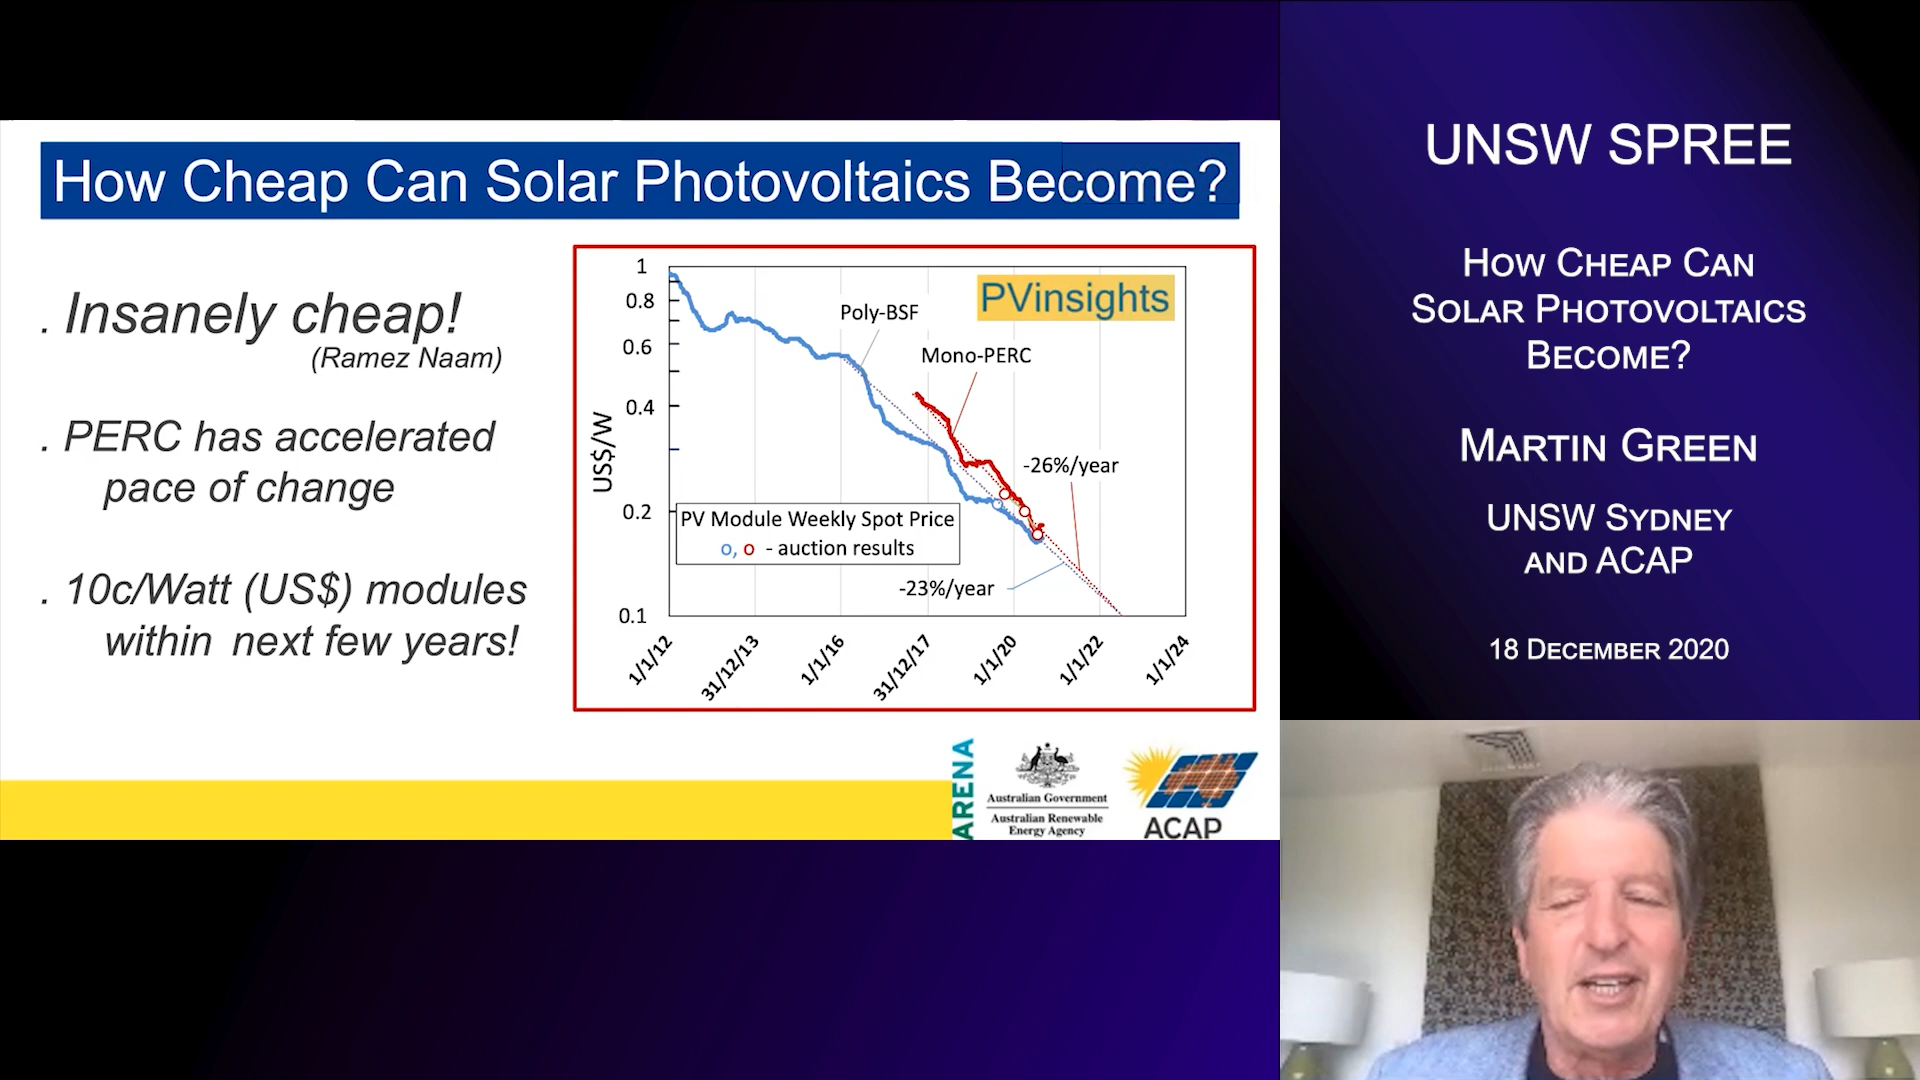 How Cheap Can Solar Photovoltaics Become?
. Insanely cheap!
(Ramez Naam)
. PERC has accelerated
pace of change
. 10c/Watt (US$) modules
within next few years!
PVinsights
Poly-BSF
Mono-PERC
-26%/year
-23%/year
PV Module Weekly Spot Price
o, o - auction results
US$/W
1
0.8
0.6
0.4
0.2
0.1
1/1/12
31/12/13
1/1/16
31/12/17
1/1/20
1/1/22
1/1/24
ARENA
Australian Government
Australian Renewable
Energy Agency
ACAP
UNSW SPREE
How Cheap Can
Solar Photovoltaics
Become?
Martin Green
UNSW Sydney
and ACAP
18 December 2020